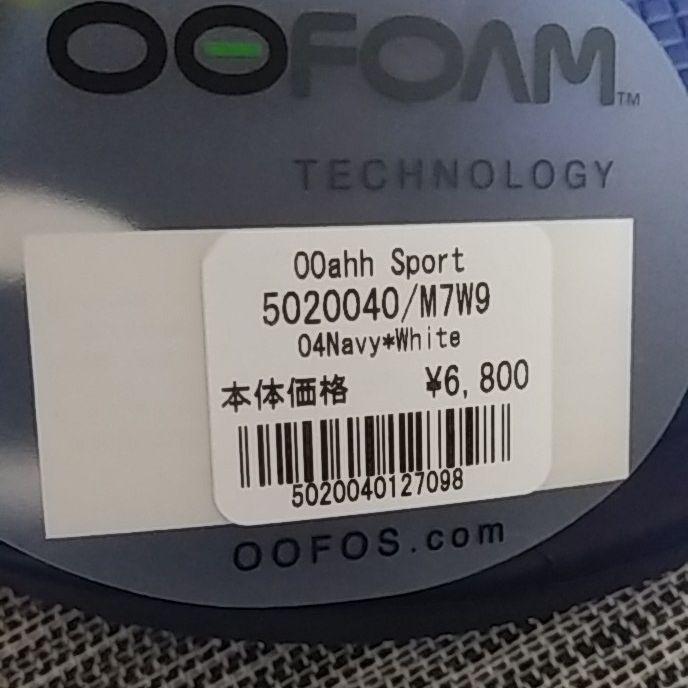 OOFOAM™
TECHNOLOGY
OOahh Sport
5020040/M7W9
04Navy*White
本体価格 ¥6,800
5020040127098
OOFOS.com